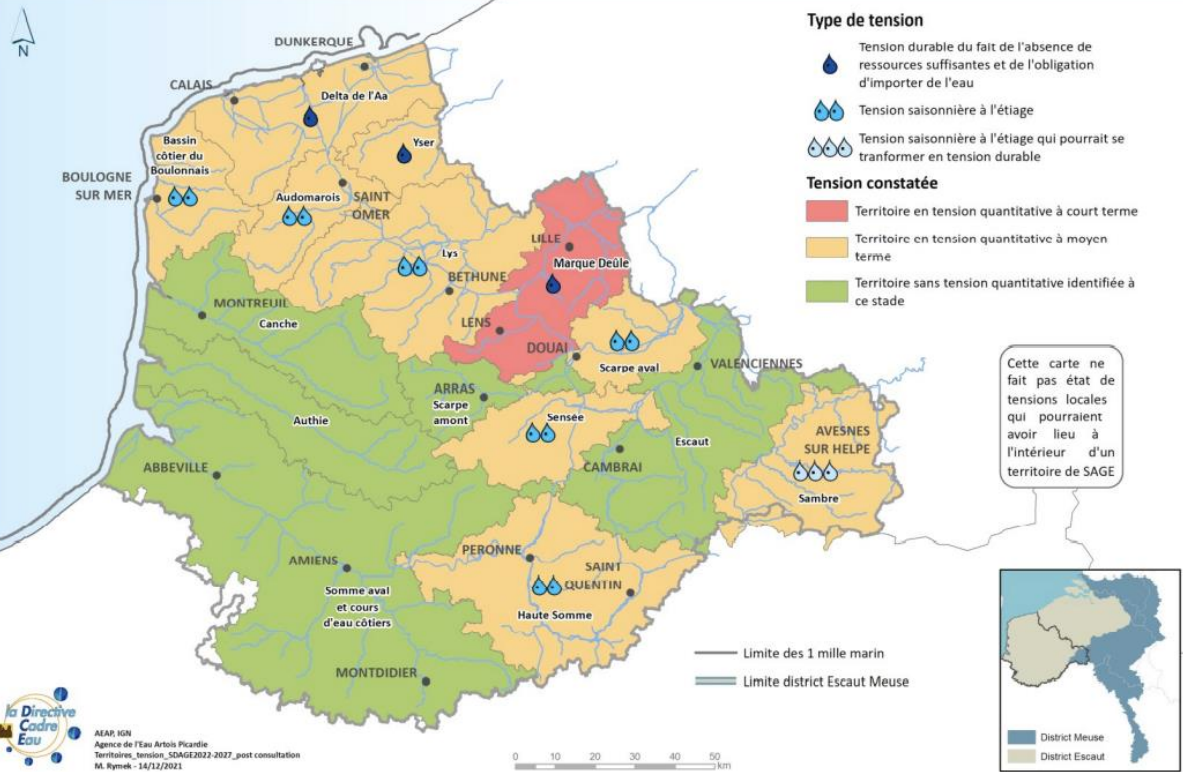 Type de tension
Tension durable du fait de l'absence de
ressources suffisantes et de l'obligation
d'importer de l'eau
Tension saisonnière à l'étiage
Tension saisonnière à l'étiage qui pourrait se
tranformer en tension durable
Tension constatée
Territoire en tension quantitative à court terme
Territoire en tension quantitative à moyen
terme
Territoire sans tension quantitative identifiée à
ce stade
N
DUNKERQUE
CALAIS
Delta de l'Aa
Bassin
côtier du
Boulonnais
Yser
BOULOGNE
SUR MER
Audomarois
SAINT
OMER
LILLE
Lys
Marque Deûle
BETHUNE
MONTREUIL
Canche
LENS
DOUAI
Scarpe aval
VALENCIENNES
ARRAS
Scarpe
amont
Authie
Sensée
Escaut
AVESNES
SUR HELPE
ABBEVILLE
CAMBRAI
Sambre
Cette carte ne
fait pas état de
tensions locales
qui pourraient
avoir lieu à
l'intérieur d'un
territoire de SAGE
PERONNE
AMIENS
SAINT
QUENTIN
Somme aval
et cours
d'eau côtiers
Haute Somme
MONTDIDIER
Limite des 1 mille marin
Limite district Escaut Meuse
District Meuse
District Escaut
la Directive
Cadre
Eau
AEAP, IGN
Agence de l'Eau Artois Picardie
Territoires_tension_SDAGE2022-2027_post consultation
M. Rymek - 14/12/2021
0 10 20 30 40 50
km